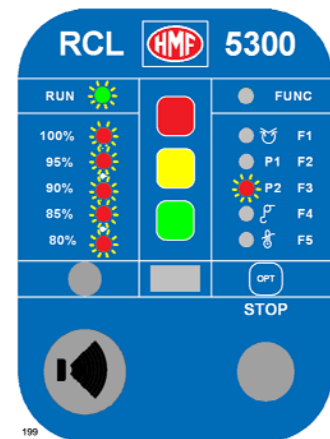 RCL HMF 5300
RUN FUNC
100% F1
95% P1 F2
90% P2 F3
85% F4
80% F5
OPT
STOP
199